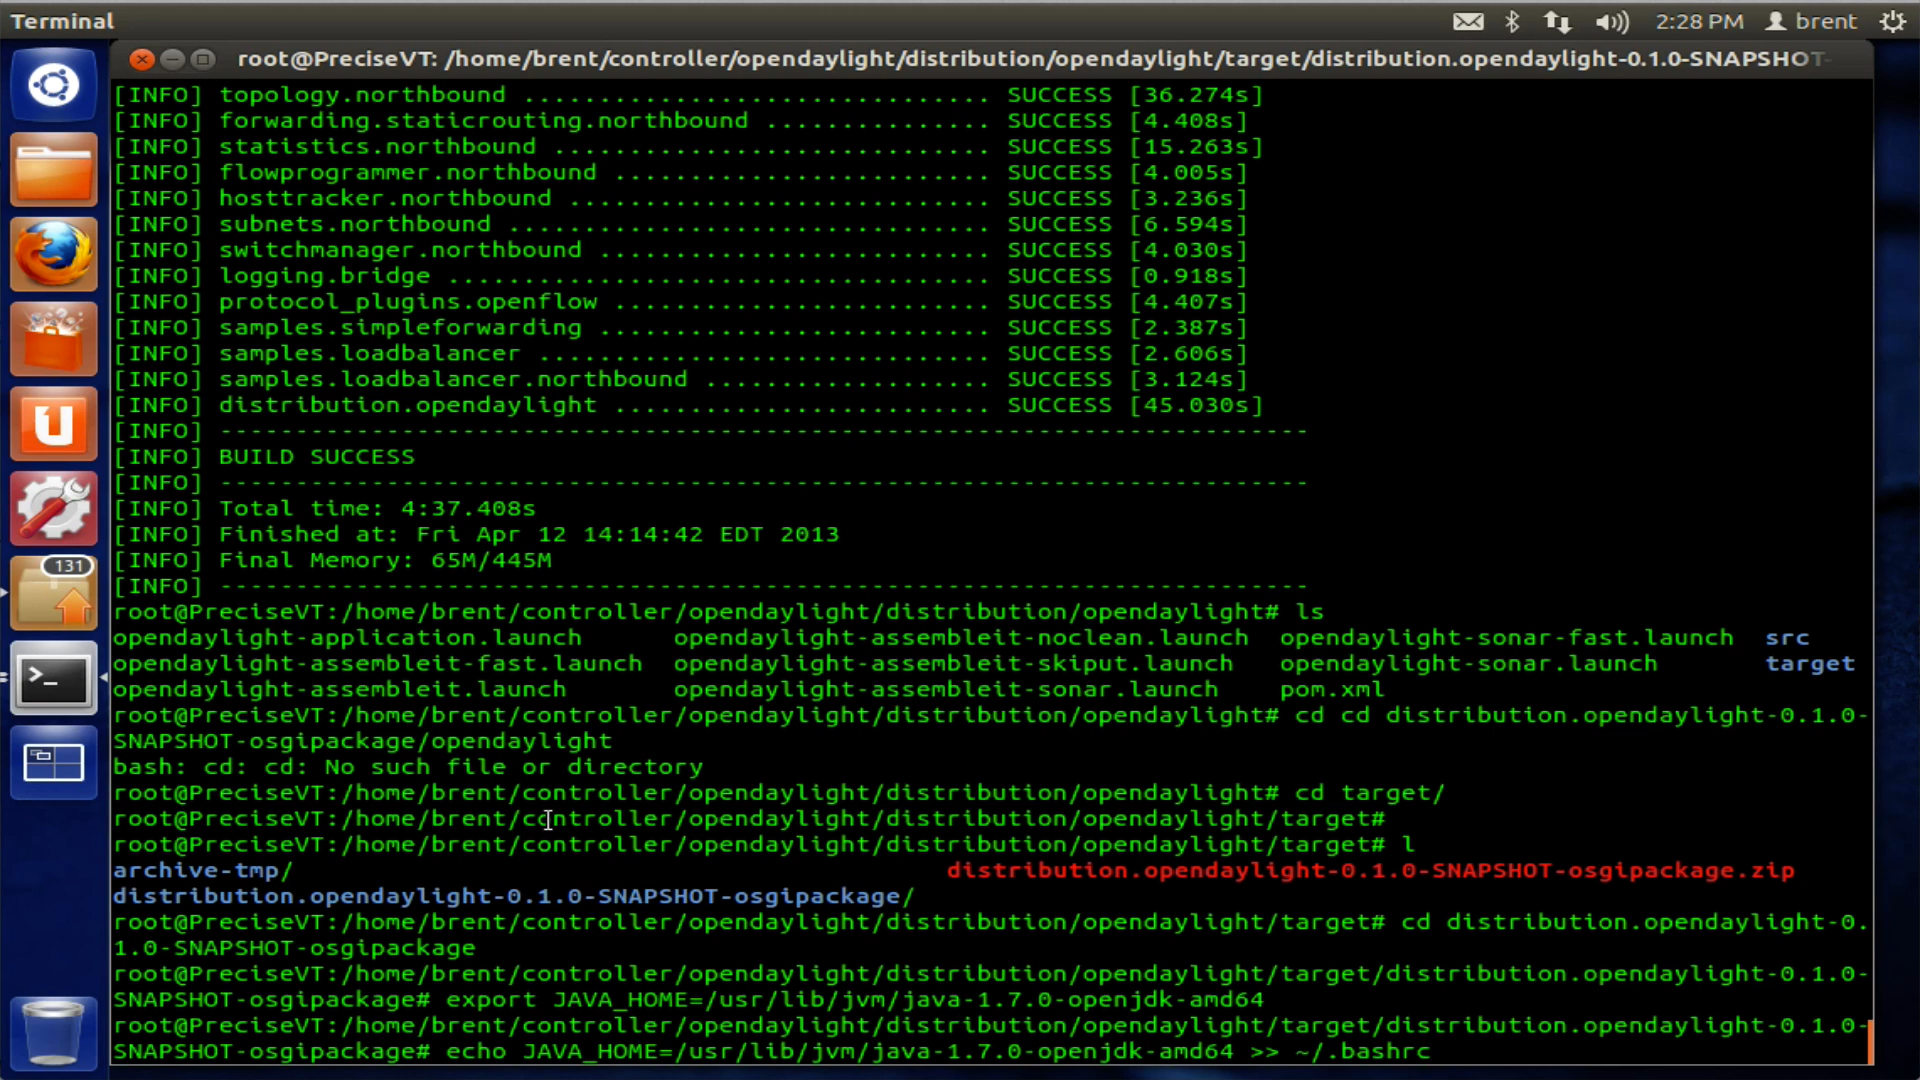 Terminal 2:28 PM brent
root@PreciseVT: /home/brent/controller/opendaylight/distribution/opendaylight/target/distribution.opendaylight-0.1.0-SNAPSHOT-
[INFO] topology.northbound ............................... SUCCESS [36.274s]
[INFO] forwarding.staticrouting.northbound ............... SUCCESS [4.408s]
[INFO] statistics.northbound ............................. SUCCESS [15.263s]
[INFO] flowprogrammer.northbound ......................... SUCCESS [4.005s]
[INFO] hosttracker.northbound ............................ SUCCESS [3.236s]
[INFO] subnets.northbound ................................ SUCCESS [6.594s]
[INFO] switchmanager.northbound .......................... SUCCESS [4.030s]
[INFO] logging.bridge .................................... SUCCESS [0.918s]
[INFO] protocol_plugins.openflow ......................... SUCCESS [4.407s]
[INFO] samples.simpleforwarding .......................... SUCCESS [2.387s]
[INFO] samples.loadbalancer .............................. SUCCESS [2.606s]
[INFO] samples.loadbalancer.northbound ................... SUCCESS [3.124s]
[INFO] distribution.opendaylight ......................... SUCCESS [45.030s]
[INFO] ------------------------------------------------------------------------
[INFO] BUILD SUCCESS
[INFO] ------------------------------------------------------------------------
[INFO] Total time: 4:37.408s
[INFO] Finished at: Fri Apr 12 14:14:42 EDT 2013
[INFO] Final Memory: 65M/445M
[INFO] ------------------------------------------------------------------------
131
root@PreciseVT:/home/brent/controller/opendaylight/distribution/opendaylight# ls
opendaylight-application.launch opendaylight-assembleit-noclean.launch opendaylight-sonar-fast.launch src
opendaylight-assembleit-fast.launch opendaylight-assembleit-skiput.launch opendaylight-sonar.launch target
opendaylight-assembleit.launch opendaylight-assembleit-sonar.launch pom.xml
root@PreciseVT:/home/brent/controller/opendaylight/distribution/opendaylight# cd cd distribution.opendaylight-0.1.0-
SNAPSHOT-osgipackage/opendaylight
bash: cd: cd: No such file or directory
root@PreciseVT:/home/brent/controller/opendaylight/distribution/opendaylight# cd target/
root@PreciseVT:/home/brent/controller/opendaylight/distribution/opendaylight/target#
root@PreciseVT:/home/brent/controller/opendaylight/distribution/opendaylight/target# l
archive-tmp/ distribution.opendaylight-0.1.0-SNAPSHOT-osgipackage.zip
distribution.opendaylight-0.1.0-SNAPSHOT-osgipackage/
root@PreciseVT:/home/brent/controller/opendaylight/distribution/opendaylight/target# cd distribution.opendaylight-0.
1.0-SNAPSHOT-osgipackage
root@PreciseVT:/home/brent/controller/opendaylight/distribution/opendaylight/target/distribution.opendaylight-0.1.0-
SNAPSHOT-osgipackage# export JAVA_HOME=/usr/lib/jvm/java-1.7.0-openjdk-amd64
root@PreciseVT:/home/brent/controller/opendaylight/distribution/opendaylight/target/distribution.opendaylight-0.1.0-
SNAPSHOT-osgipackage# echo JAVA_HOME=/usr/lib/jvm/java-1.7.0-openjdk-amd64 >> ~/.bashrc